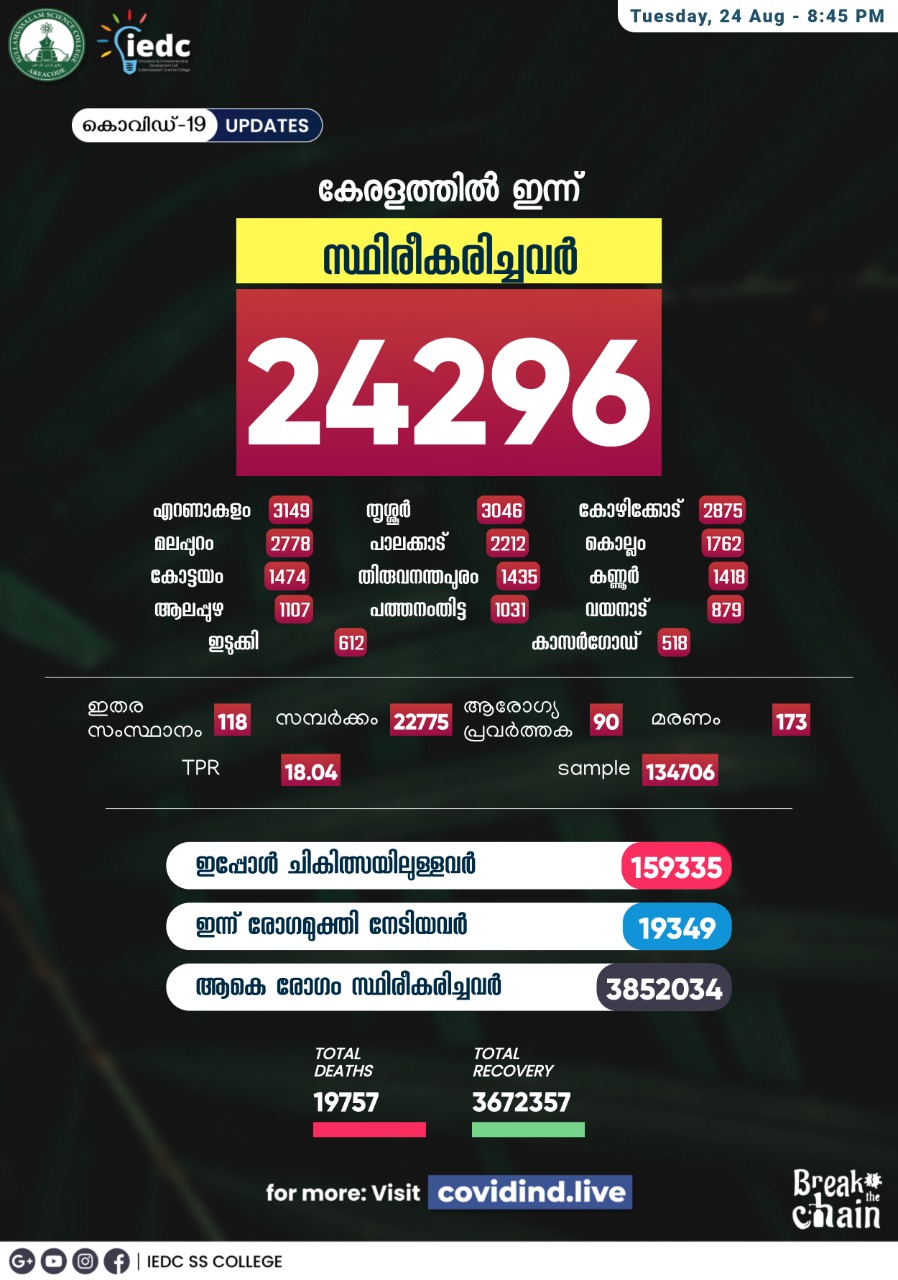 Tuesday, 24 Aug - 8:45 PM
SULLAMUSSALAM SCIENCE COLLEGE
AREACODE
iedc
കൊവിഡ്-19 UPDATES
കേരളത്തിൽ ഇന്ന്
സ്ഥിരീകരിച്ചവർ
24296
എറണാകുളം 3149 തൃശ്ശൂർ 3046 കോഴിക്കോട് 2875
മലപ്പുറം 2778 പാലക്കാട് 2212 കൊല്ലം 1762
കോട്ടയം 1474 തിരുവനന്തപുരം 1435 കണ്ണൂർ 1418
ആലപ്പുഴ 1107 പത്തനംതിട്ട 1031 വയനാട് 879
ഇടുക്കി 612 കാസർഗോഡ് 518
ഇതര സംസ്ഥാനം 118 സമ്പർക്കം 22775 ആരോഗ്യ പ്രവർത്തക 90 മരണം 173
TPR 18.04 sample 134706
ഇപ്പോൾ ചികിത്സയിലുള്ളവർ 159335
ഇന്ന് രോഗമുക്തി നേടിയവർ 19349
ആകെ രോഗം സ്ഥിരീകരിച്ചവർ 3852034
TOTAL DEATHS
19757
TOTAL RECOVERY
3672357
for more: Visit covidind.live
Break the chain
G+ f | IEDC SS COLLEGE